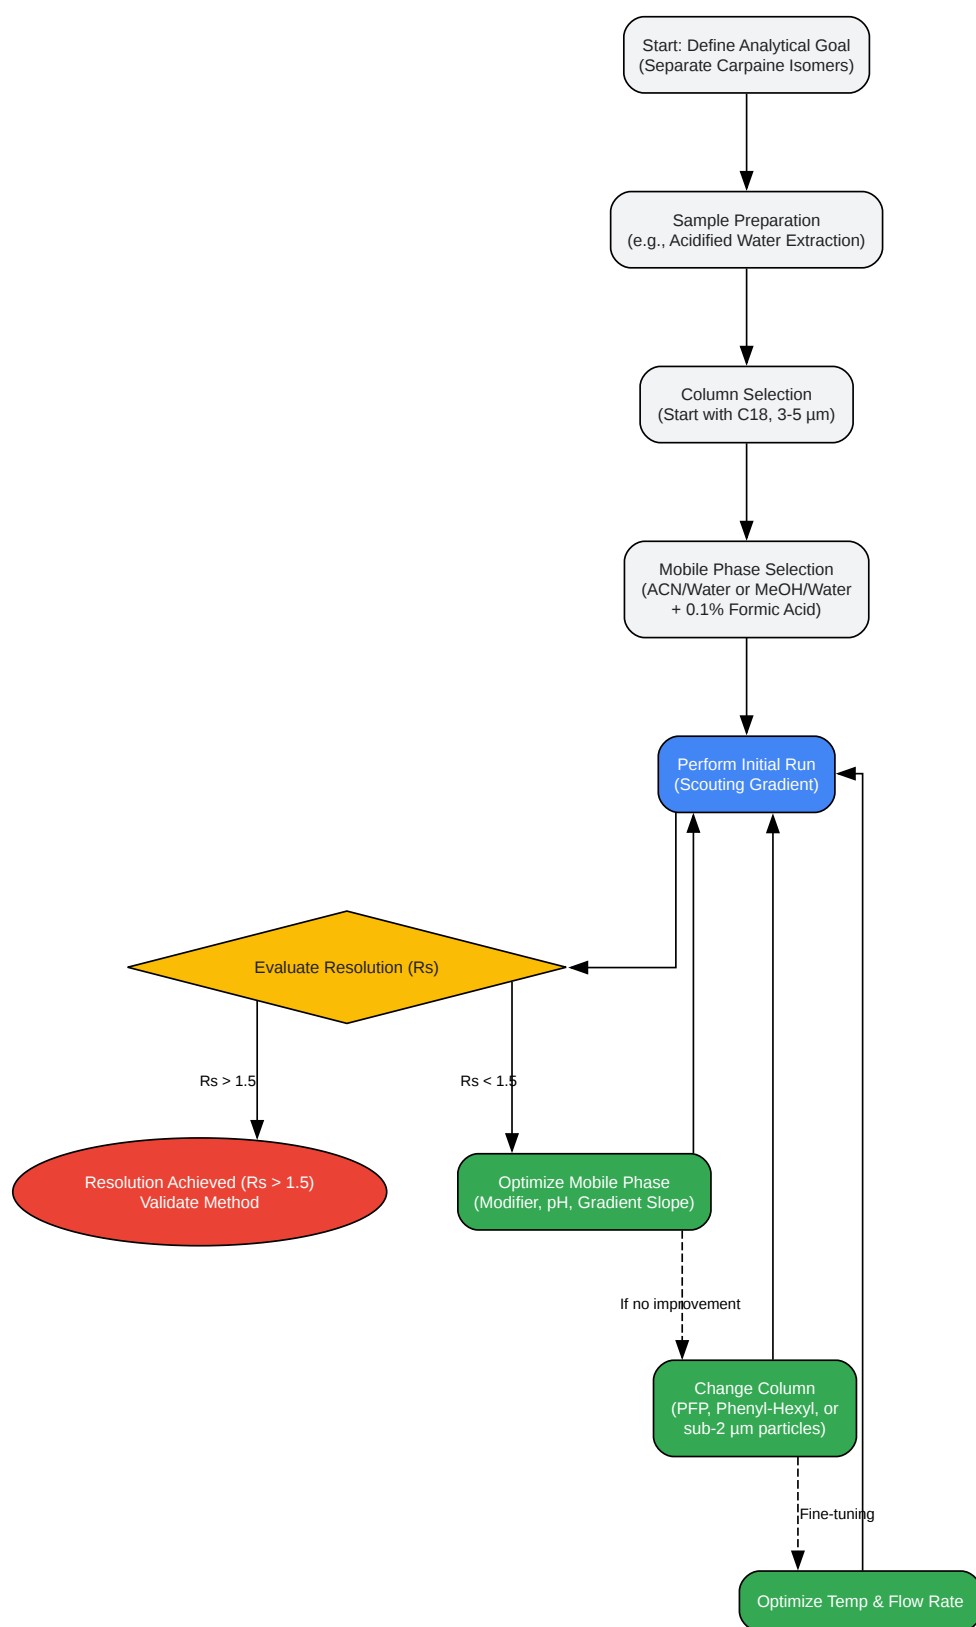 Start: Define Analytical Goal
(Separate Carpaine Isomers)
Sample Preparation
(e.g., Acidified Water Extraction)
Column Selection
(Start with C18, 3-5 µm)
Mobile Phase Selection
(ACN/Water or MeOH/Water
+ 0.1% Formic Acid)
Perform Initial Run
(Scouting Gradient)
Evaluate Resolution (Rs)
Rs > 1.5
Rs < 1.5
Resolution Achieved (Rs > 1.5)
Validate Method
Optimize Mobile Phase
(Modifier, pH, Gradient Slope)
If no improvement
Change Column
(PFP, Phenyl-Hexyl, or
sub-2 µm particles)
Fine-tuning
Optimize Temp & Flow Rate